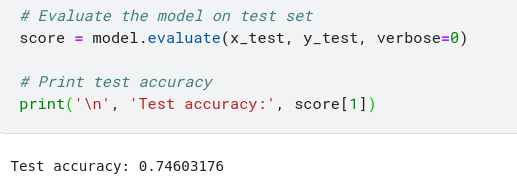 # Evaluate the model on test set
score = model.evaluate(x_test, y_test, verbose=0)
# Print test accuracy
print('\n', 'Test accuracy:', score[1])
Test accuracy: 0.74603176